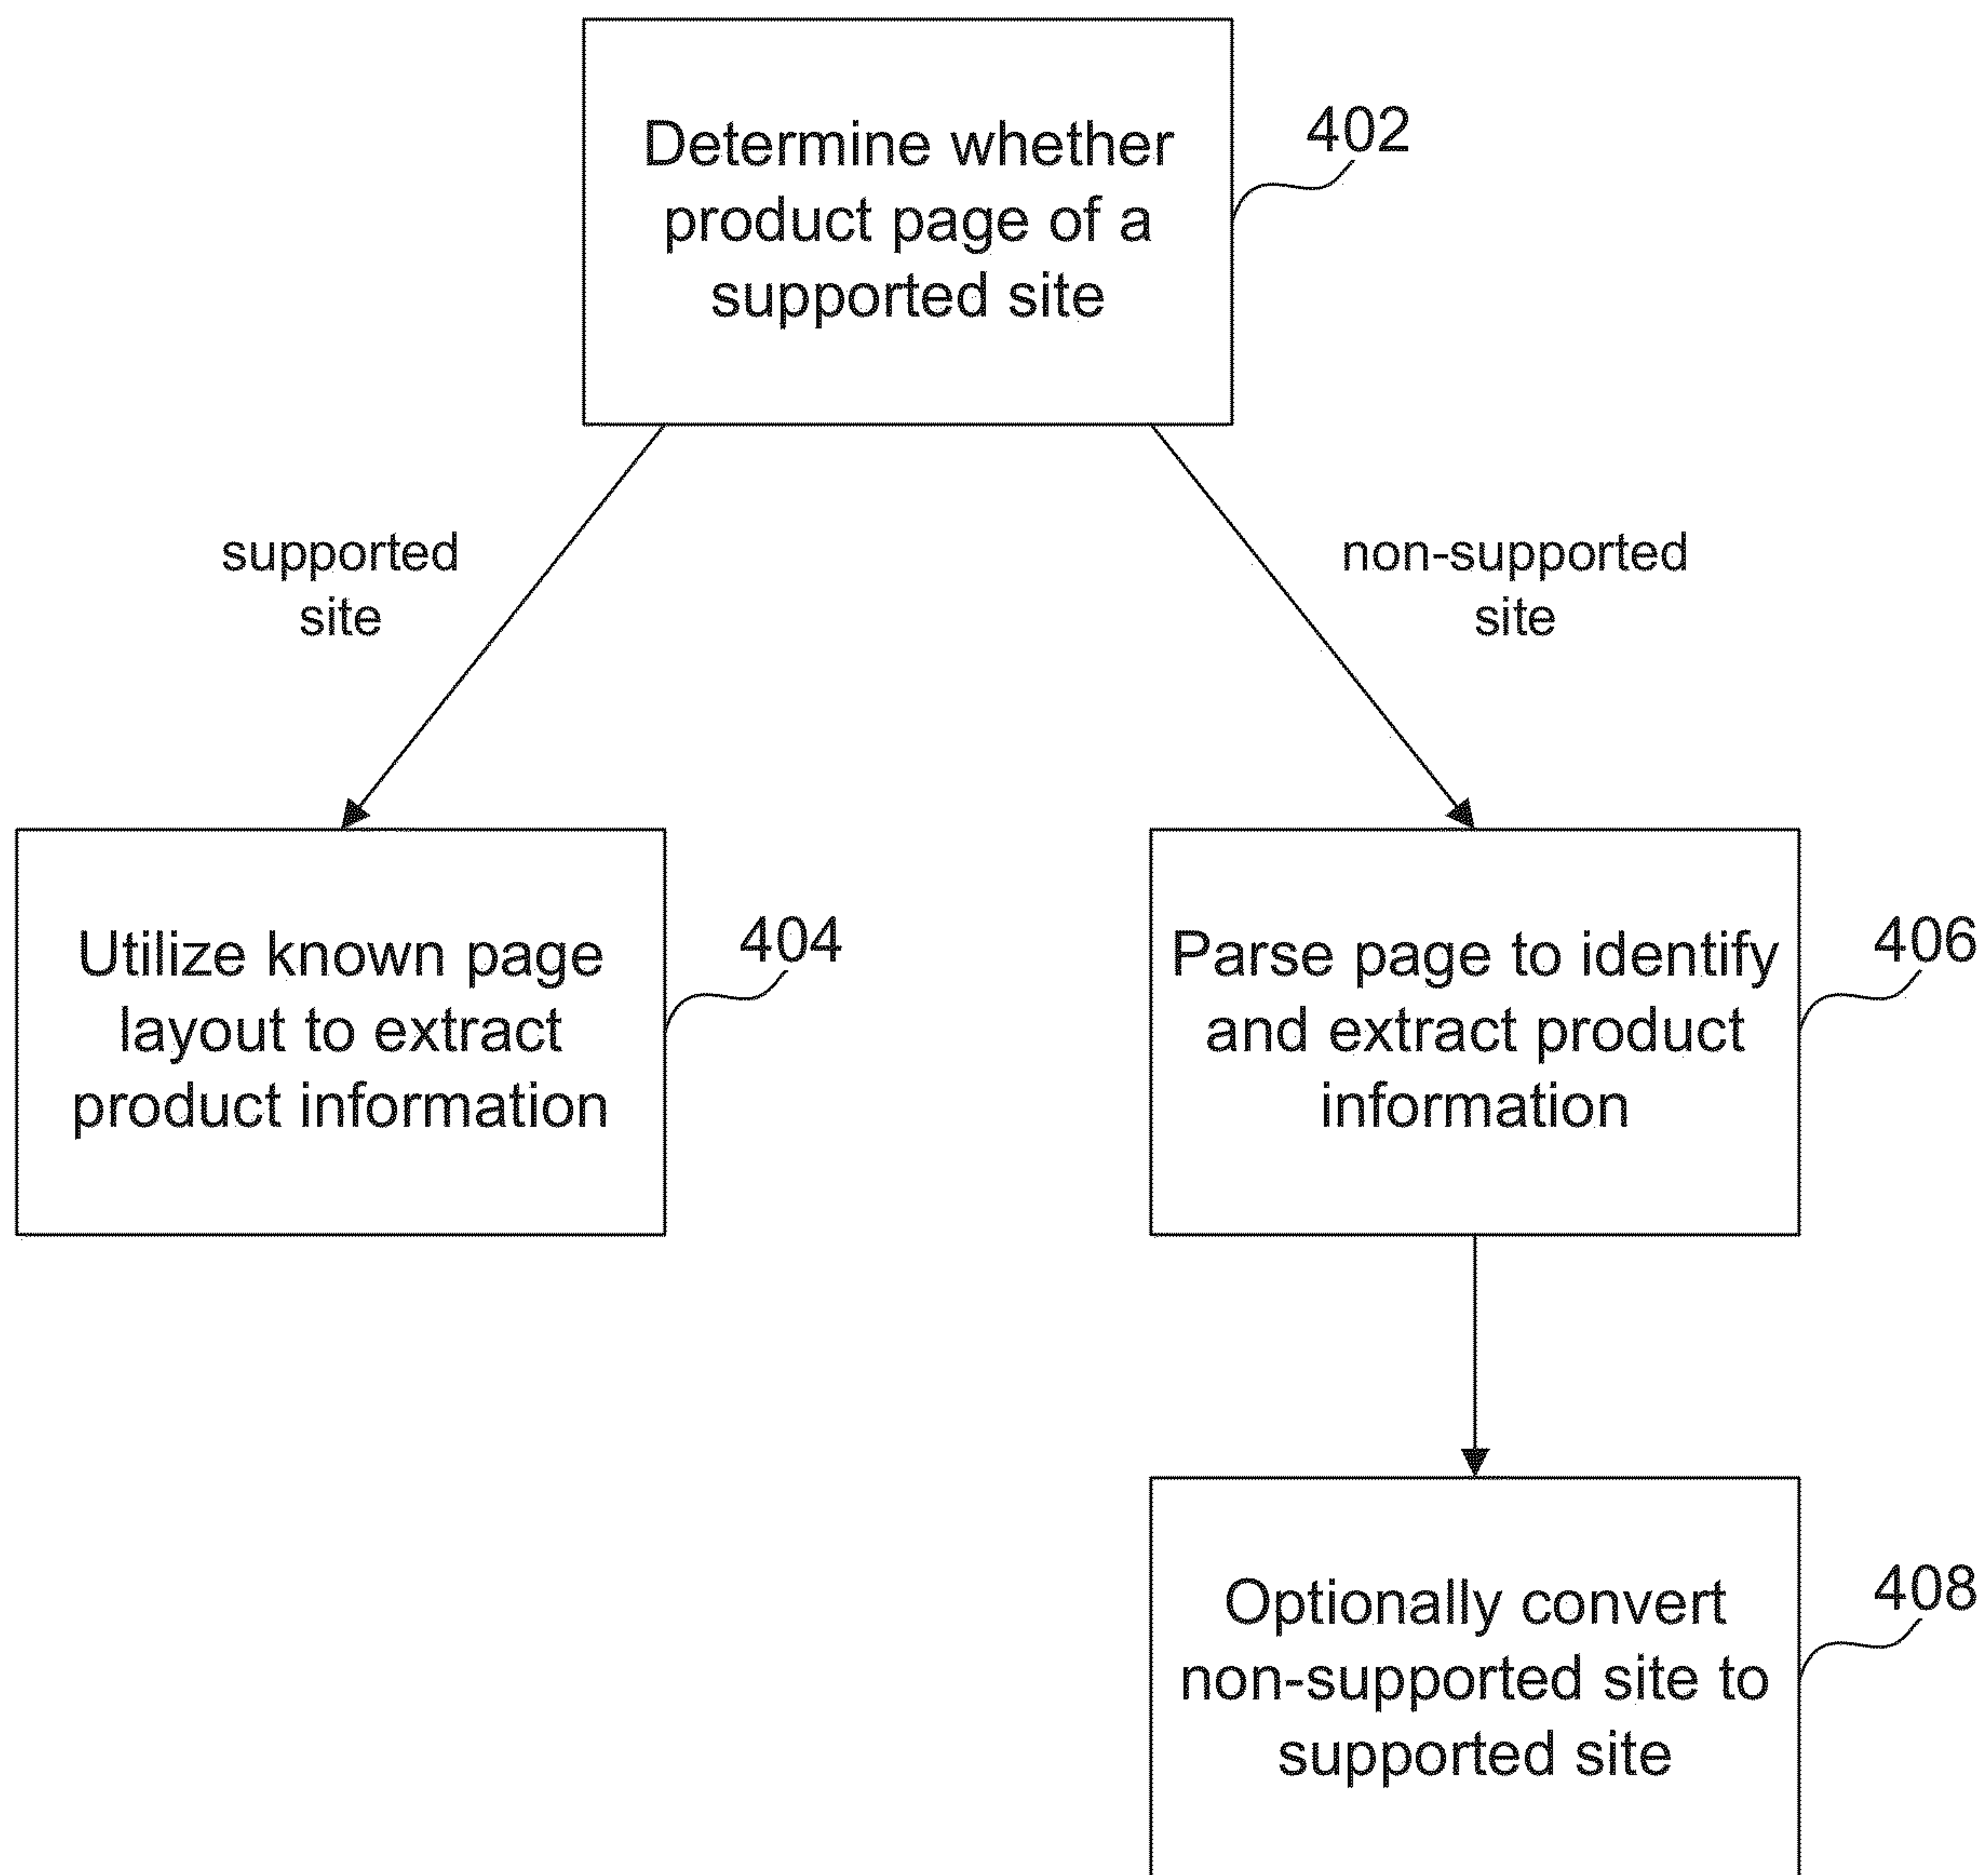 Determine whether
product page of a
supported site
402
supported
site
non-supported
site
Utilize known page
layout to extract
product information
404
Parse page to identify
and extract product
information
406
Optionally convert
non-supported site to
supported site
408